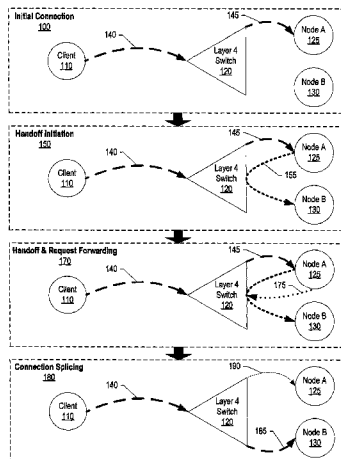 Initial Connection
100
Client
110
140
Layer 4
Switch
120
145
Node A
125
Node B
130
Handoff Initiation
150
Client
110
140
Layer 4
Switch
120
145
Node A
125
155
Node B
130
Handoff & Request Forwarding
170
Client
110
140
Layer 4
Switch
120
145
Node A
125
175
Node B
130
Connection Splicing
180
Client
110
140
Layer 4
Switch
120
190
Node A
125
165
Node B
130